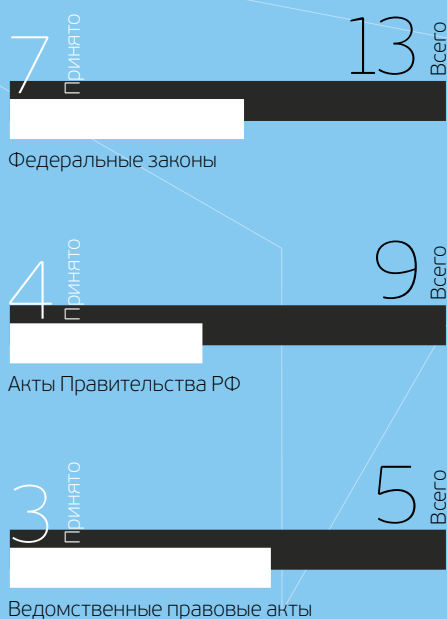 7 Принято
13 Всего
Федеральные законы
4 Принято
9 Всего
Акты Правительства РФ
3 Принято
5 Всего
Ведомственные правовые акты